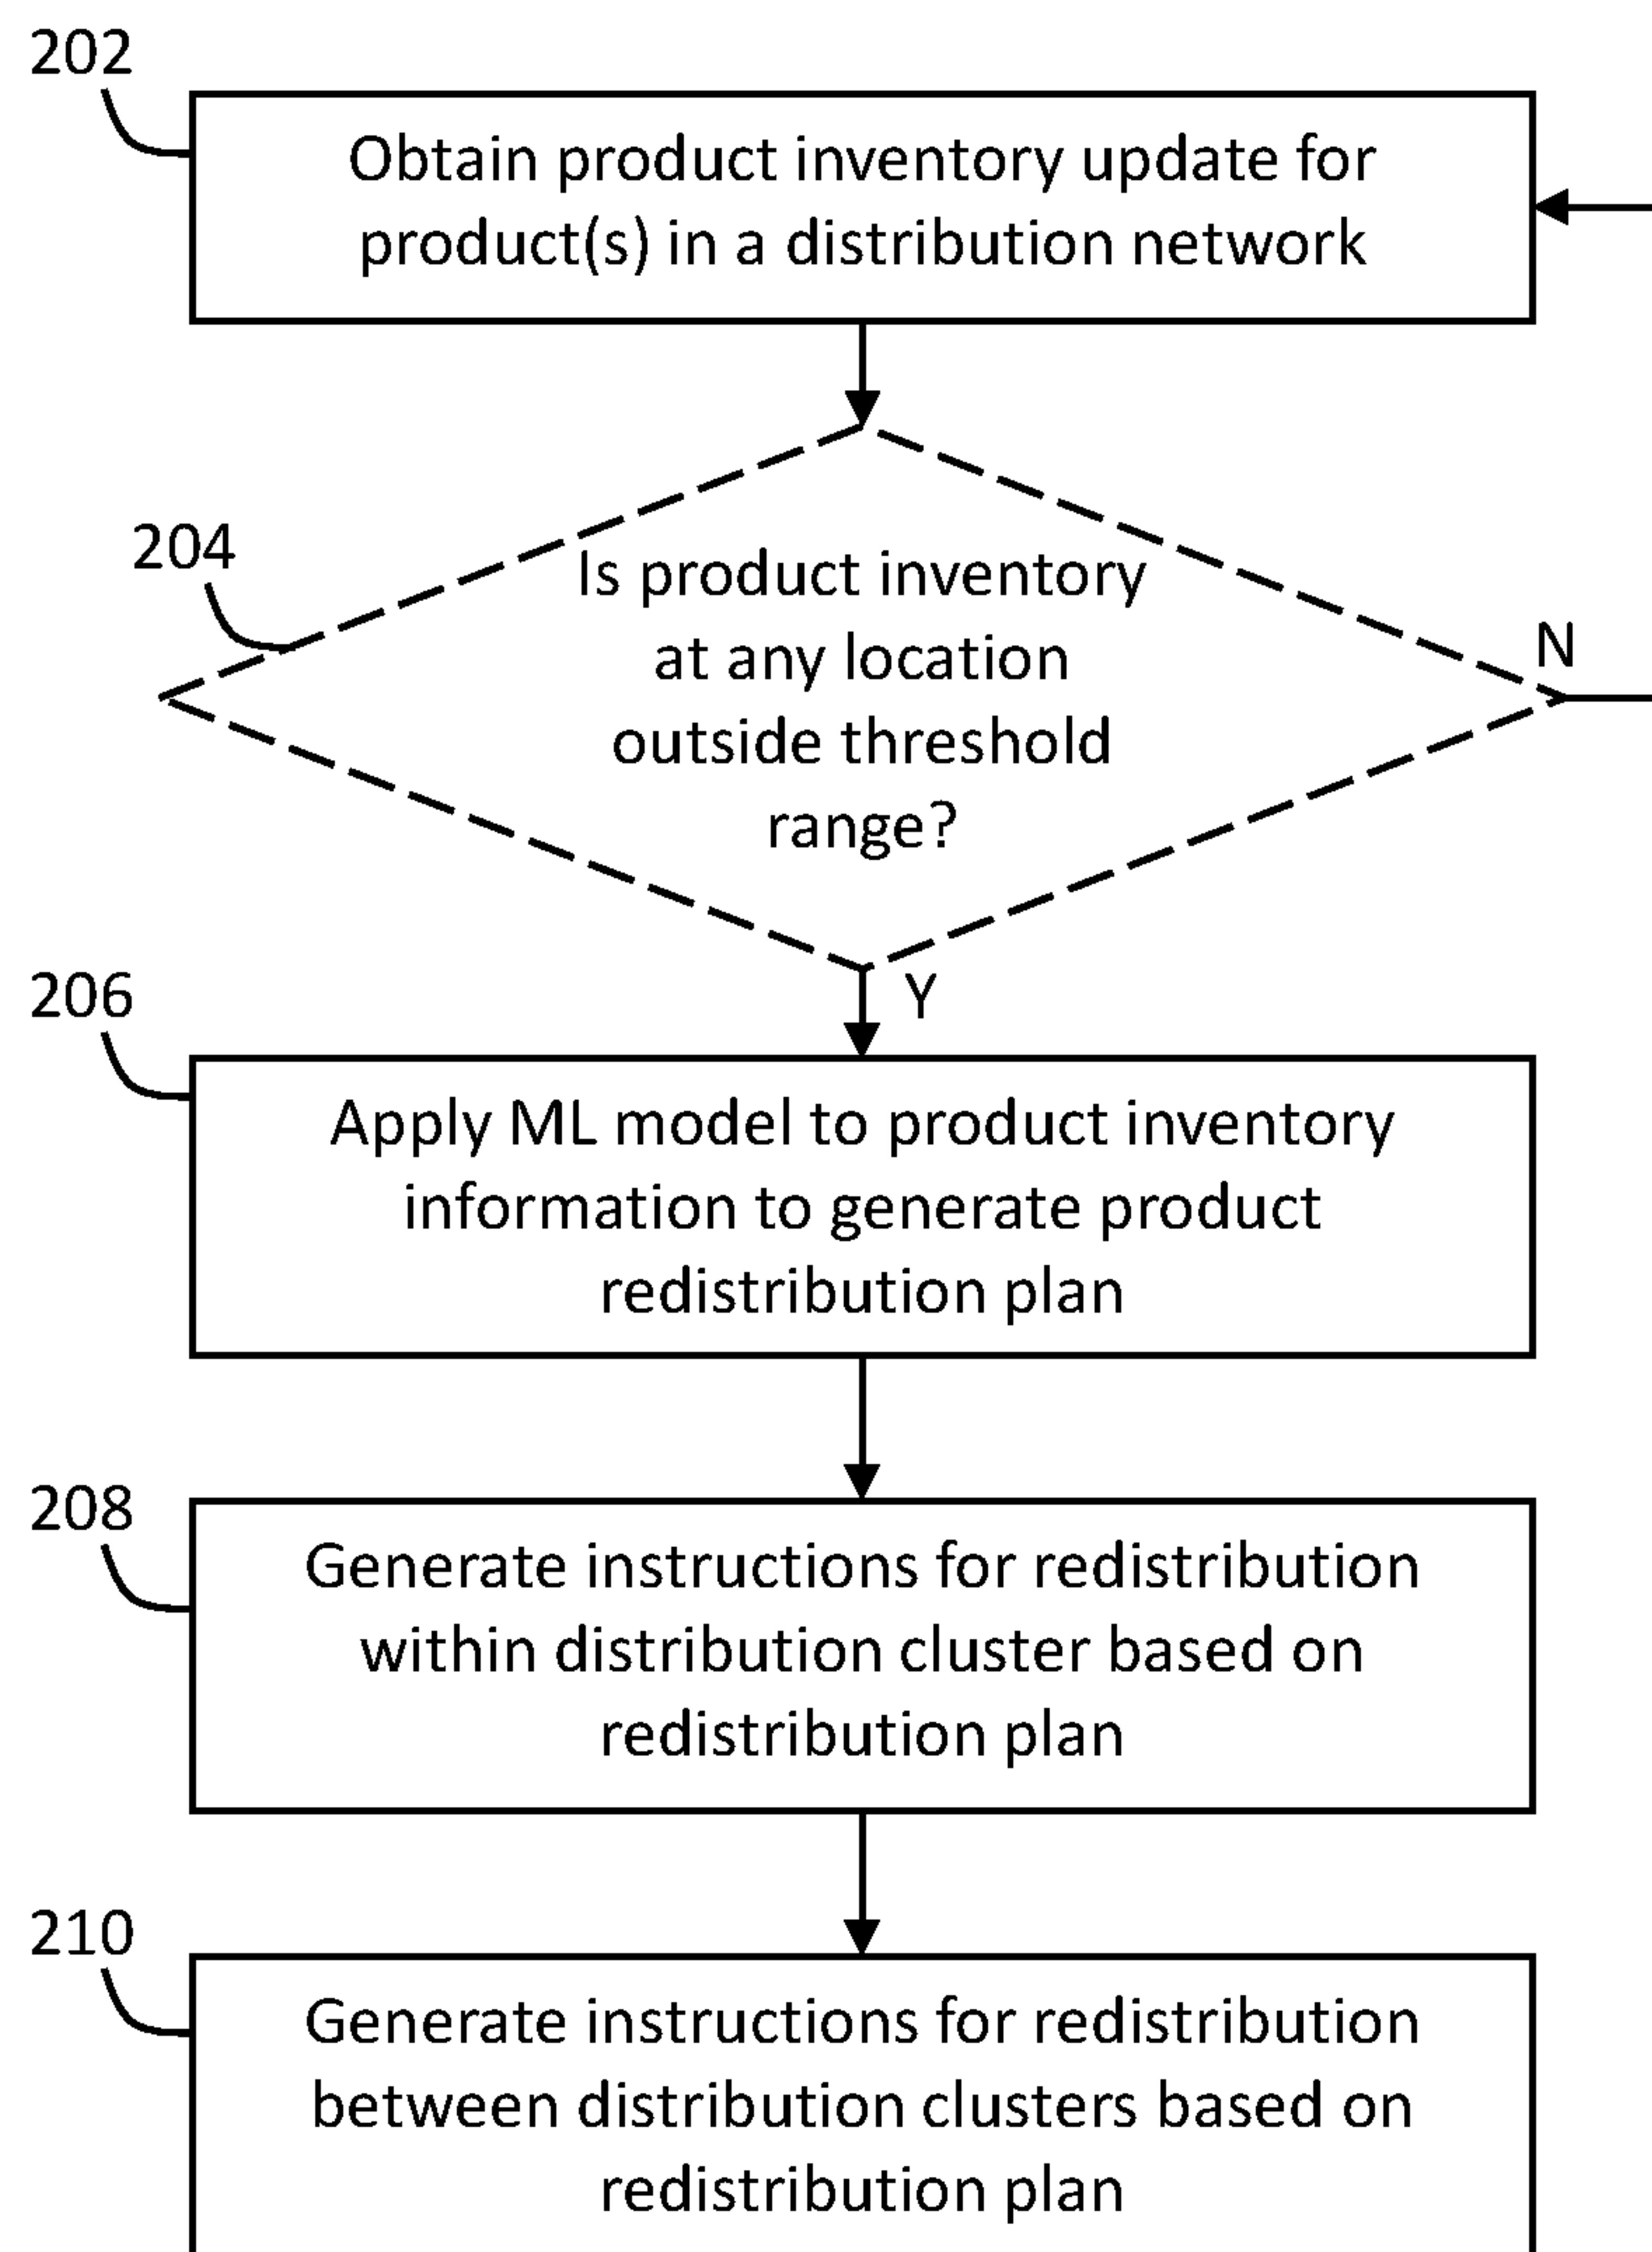 202
Obtain product inventory update for
product(s) in a distribution network
204
Is product inventory
at any location
outside threshold
range?
N
Y
206
Apply ML model to product inventory
information to generate product
redistribution plan
208
Generate instructions for redistribution
within distribution cluster based on
redistribution plan
210
Generate instructions for redistribution
between distribution clusters based on
redistribution plan